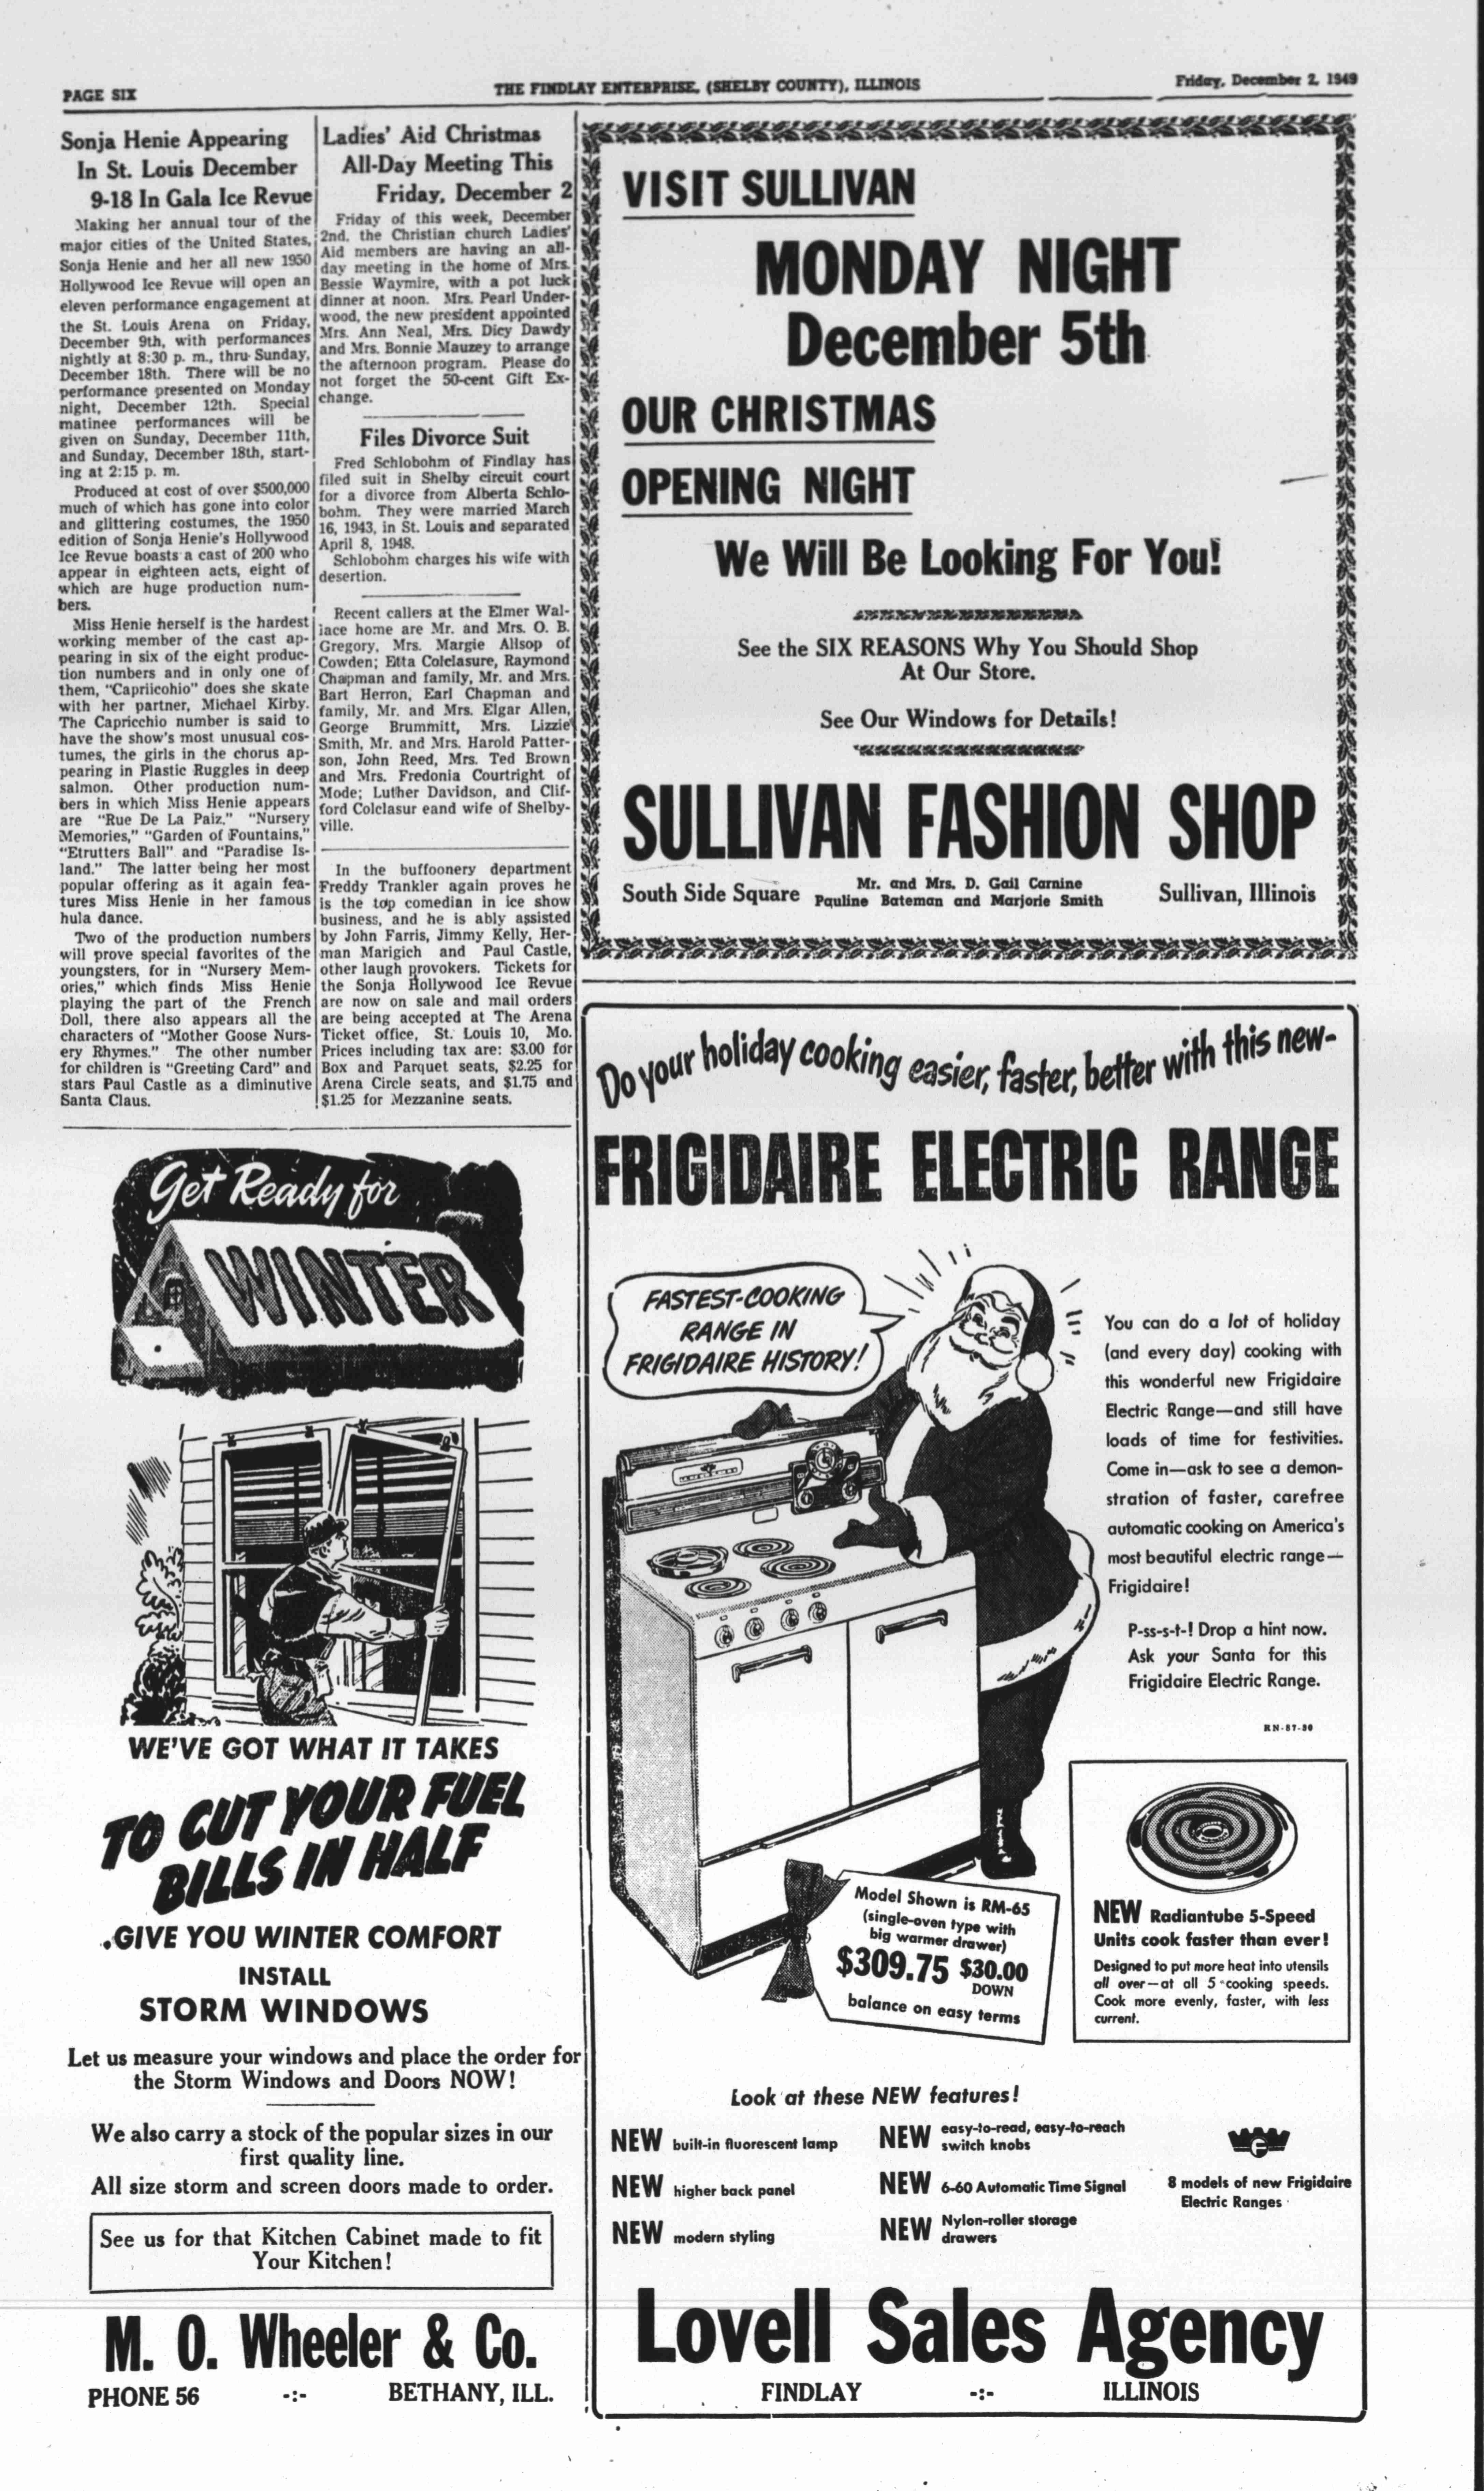 PAGE SIX
THE FINDLAY ENTERPRISE, (SHELBY COUNTY), ILLINOIS
Friday, December 2, 1949
Sonja Henie Appearing
In St. Louis December
9-18 In Gala Ice Revue
Making her annual tour of the
major cities of the United States,
Sonja Henie and her all new 1950
Hollywood Ice Revue will open an
eleven performance engagement at
the St. Louis Arena on Friday,
December 9th, with performances
nightly at 8:30 p. m., thru Sunday,
December 18th. There will be no
performance presented on Monday
night, December 12th. Special
matinee performances will be
given on Sunday, December 11th,
and Sunday, December 18th, start-
ing at 2:15 p. m.
Produced at cost of over $500,000
much of which has gone into color
and glittering costumes, the 1950
edition of Sonja Henie's Hollywood
Ice Revue boasts a cast of 200 who
appear in eighteen acts, eight of
which are huge production num-
bers.
Miss Henie herself is the hardest
working member of the cast ap-
pearing in six of the eight produc-
tion numbers and in only one of
them, "Capriicohio" does she skate
with her partner, Michael Kirby.
The Capricchio number is said to
have the show's most unusual cos-
tumes, the girls in the chorus ap-
pearing in Plastic Ruggles in deep
salmon. Other production num-
bers in which Miss Henie appears
are "Rue De La Paiz," "Nursery
Memories," "Garden of Fountains,"
"Etrutters Ball" and "Paradise Is-
land." The latter being her most
popular offering as it again fea-
tures Miss Henie in her famous
hula dance.
Two of the production numbers
will prove special favorites of the
youngsters, for in "Nursery Mem-
ories," which finds Miss Henie
playing the part of the French
Doll, there also appears all the
characters of "Mother Goose Nurs-
ery Rhymes." The other number
for children is "Greeting Card" and
stars Paul Castle as a diminutive
Santa Claus.
Ladies' Aid Christmas
All-Day Meeting This
Friday, December 2
Friday of this week, December
2nd. the Christian church Ladies'
Aid members are having an all-
day meeting in the home of Mrs.
Bessie Waymire, with a pot luck
dinner at noon. Mrs. Pearl Under-
wood, the new president appointed
Mrs. Ann Neal, Mrs. Dicy Dawdy
and Mrs. Bonnie Mauzey to arrange
the afternoon program. Please do
not forget the 50-cent Gift Ex-
change.
Files Divorce Suit
Fred Schlobohm of Findlay has
filed suit in Shelby circuit court
for a divorce from Alberta Schlo-
bohm. They were married March
16, 1943, in St. Louis and separated
April 8, 1948.
Schlobohm charges his wife with
desertion.
Recent callers at the Elmer Wal-
lace home are Mr. and Mrs. O. B.
Gregory, Mrs. Margie Allsop of
Cowden; Etta Colclasure, Raymond
Chapman and family, Mr. and Mrs.
Bart Herron, Earl Chapman and
family, Mr. and Mrs. Elgar Allen,
George Brummitt, Mrs. Lizzie
Smith, Mr. and Mrs. Harold Patter-
son, John Reed, Mrs. Ted Brown
and Mrs. Fredonia Courtright of
Mode; Luther Davidson, and Clif-
ford Colclasur eand wife of Shelby-
ville.
In the buffoonery department
Freddy Trankler again proves he
is the top comedian in ice show
business, and he is ably assisted
by John Farris, Jimmy Kelly, Her-
man Marigich and Paul Castle,
other laugh provokers. Tickets for
the Sonja Hollywood Ice Revue
are now on sale and mail orders
are being accepted at The Arena
Ticket office, St. Louis 10, Mo.
Prices including tax are: $3.00 for
Box and Parquet seats, $2.25 for
Arena Circle seats, and $1.75 and
$1.25 for Mezzanine seats.
VISIT SULLIVAN
MONDAY NIGHT
December 5th
OUR CHRISTMAS
OPENING NIGHT
We Will Be Looking For You!
See the SIX REASONS Why You Should Shop
At Our Store.
See Our Windows for Details!
SULLIVAN FASHION SHOP
South Side Square
Mr. and Mrs. D. Gail Carnine
Pauline Bateman and Marjorie Smith
Sullivan, Illinois
Get Ready for
WINTER
WE'VE GOT WHAT IT TAKES
TO CUT YOUR FUEL
BILLS IN HALF
.GIVE YOU WINTER COMFORT
INSTALL
STORM WINDOWS
Let us measure your windows and place the order for
the Storm Windows and Doors NOW!
We also carry a stock of the popular sizes in our
first quality line.
All size storm and screen doors made to order.
See us for that Kitchen Cabinet made to fit
Your Kitchen!
M. O. Wheeler & Co.
PHONE 56 -:- BETHANY, ILL.
Do your holiday cooking easier, faster, better with this new-
FRIGIDAIRE ELECTRIC RANGE
FASTEST-COOKING
RANGE IN
FRIGIDAIRE HISTORY!
You can do a lot of holiday
(and every day) cooking with
this wonderful new Frigidaire
Electric Range—and still have
loads of time for festivities.
Come in—ask to see a demon-
stration of faster, carefree
automatic cooking on America's
most beautiful electric range—
Frigidaire!
P-ss-s-t-! Drop a hint now.
Ask your Santa for this
Frigidaire Electric Range.
RN-87-50
Model Shown is RM-65
(single-oven type with
big warmer drawer)
$309.75 $30.00
DOWN
balance on easy terms
NEW Radiantube 5-Speed
Units cook faster than ever!
Designed to put more heat into utensils
all over—at all 5 cooking speeds.
Cook more evenly, faster, with less
current.
Look at these NEW features!
NEW built-in fluorescent lamp
NEW higher back panel
NEW modern styling
NEW easy-to-read, easy-to-reach
switch knobs
NEW 6-60 Automatic Time Signal
NEW Nylon-roller storage
drawers
F
8 models of new Frigidaire
Electric Ranges
Lovell Sales Agency
FINDLAY -:- ILLINOIS